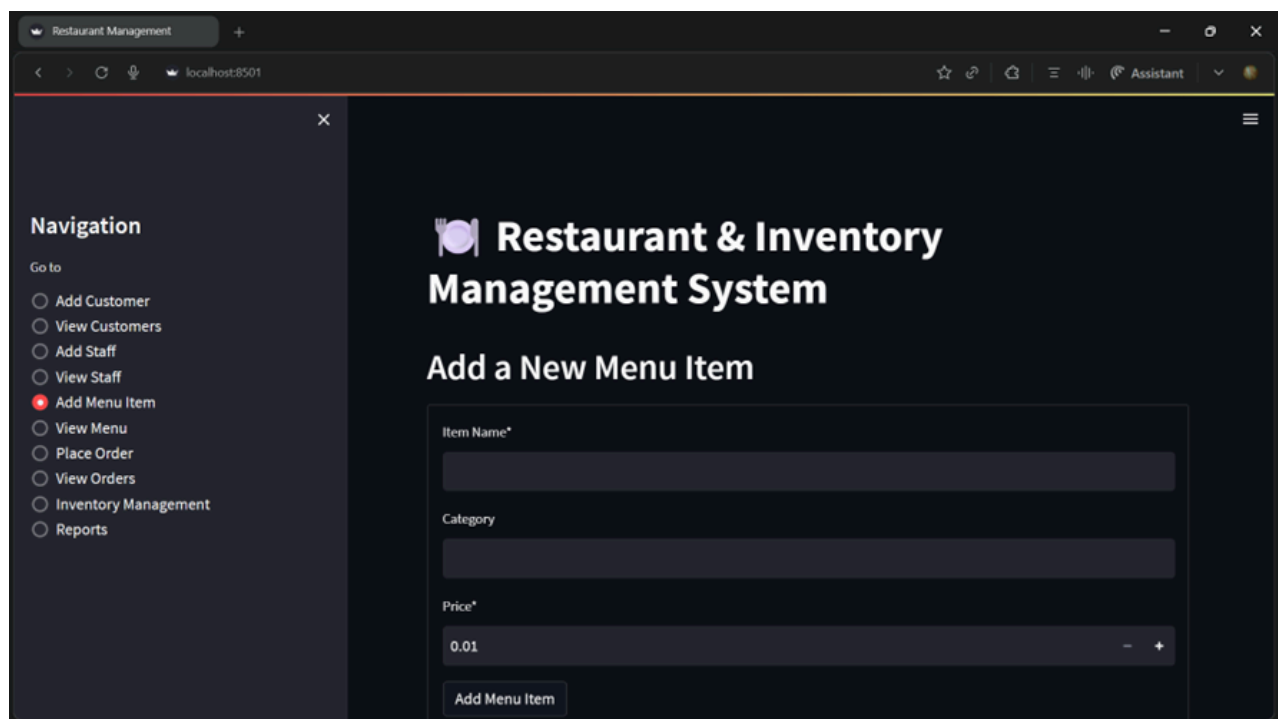 Restaurant Management
localhost:8501
Assistant
Navigation
Go to
Add Customer
View Customers
Add Staff
View Staff
Add Menu Item
View Menu
Place Order
View Orders
Inventory Management
Reports
Restaurant & Inventory
Management System
Add a New Menu Item
Item Name*
Category
Price*
0.01
Add Menu Item